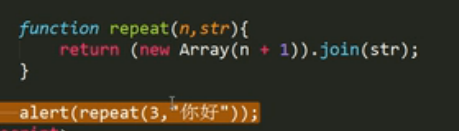 function repeat(n,str){
    return (new Array(n + 1)).join(str);
}
alert(repeat(3,"你好"));